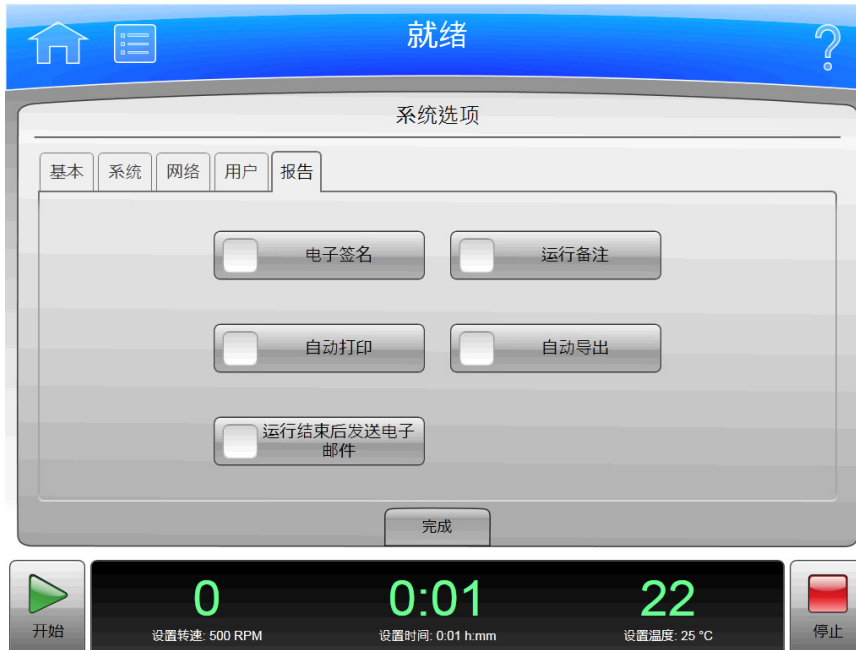 就绪
系统选项
基本 系统 网络 用户 报告
电子签名 运行备注
自动打印 自动导出
运行结束后发送电子
邮件
完成
0 0:01 22
开始 设置转速: 500 RPM 设置时间: 0:01 h:mm 设置温度: 25 °C 停止